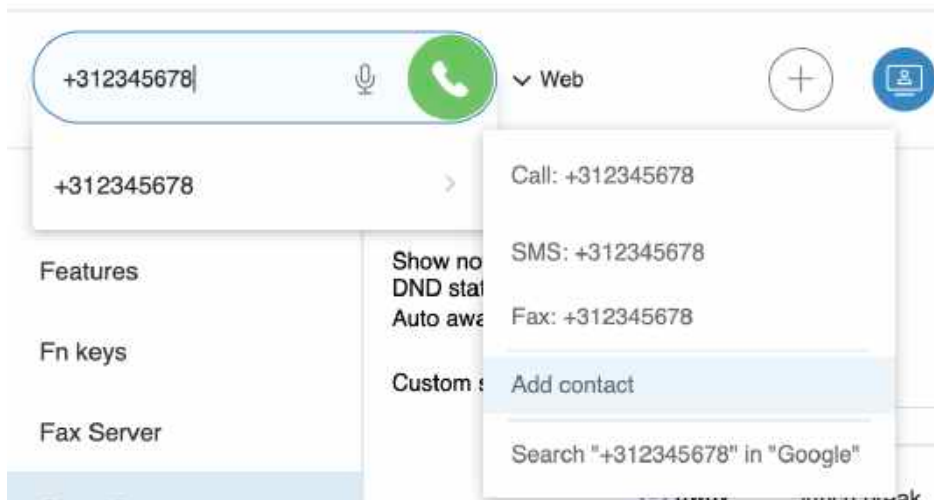 +312345678
Web
+312345678
Call: +312345678
SMS: +312345678
Fax: +312345678
Add contact
Search "+312345678" in "Google"
Features
Fn keys
Fax Server
Show no
DND stat
Auto awa
Custom s